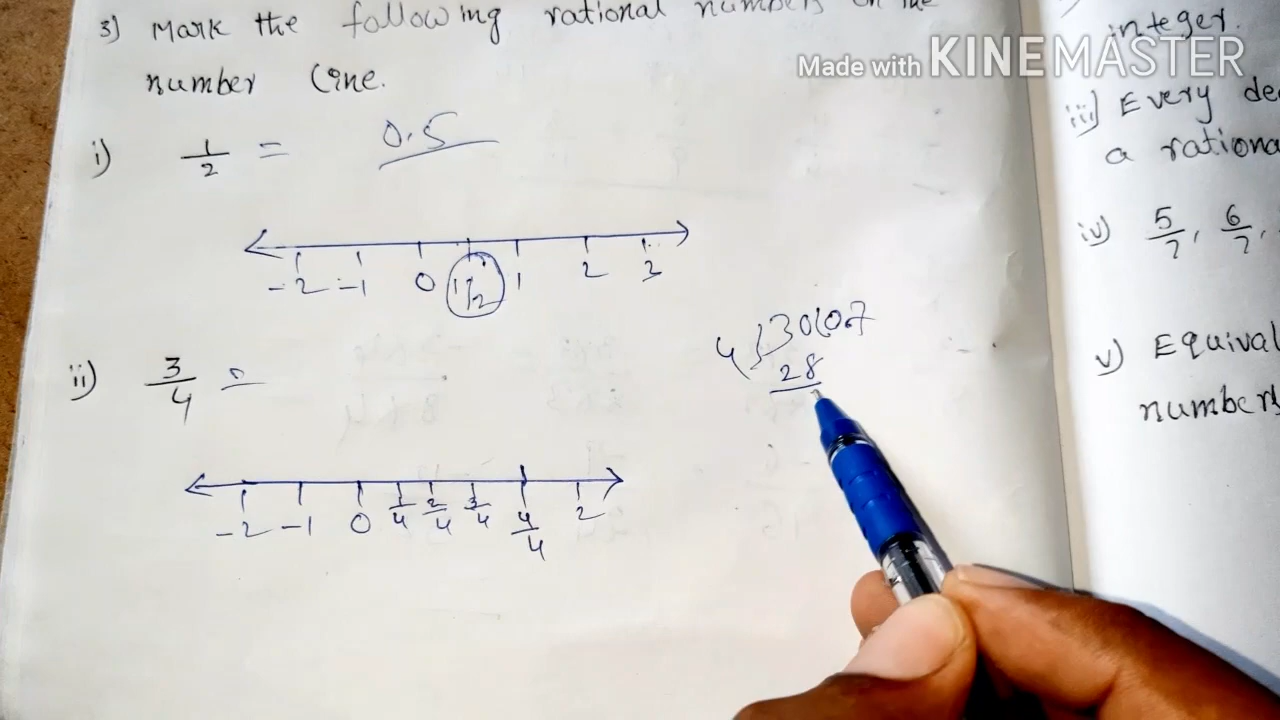 3) Mark the following rational numbers on the
number line.
i) 1/2 = 0.5
-2 -1 0 1/2 1 2 3
ii) 3/4 =
4) 30 (0.7
28
-2 -1 0 1/4 2/4 3/4 4/4 2
integer.
iii) Every de
a rationa
iv) 5/7, 6/7,
v) Equival
numbers
Made with KINEMASTER